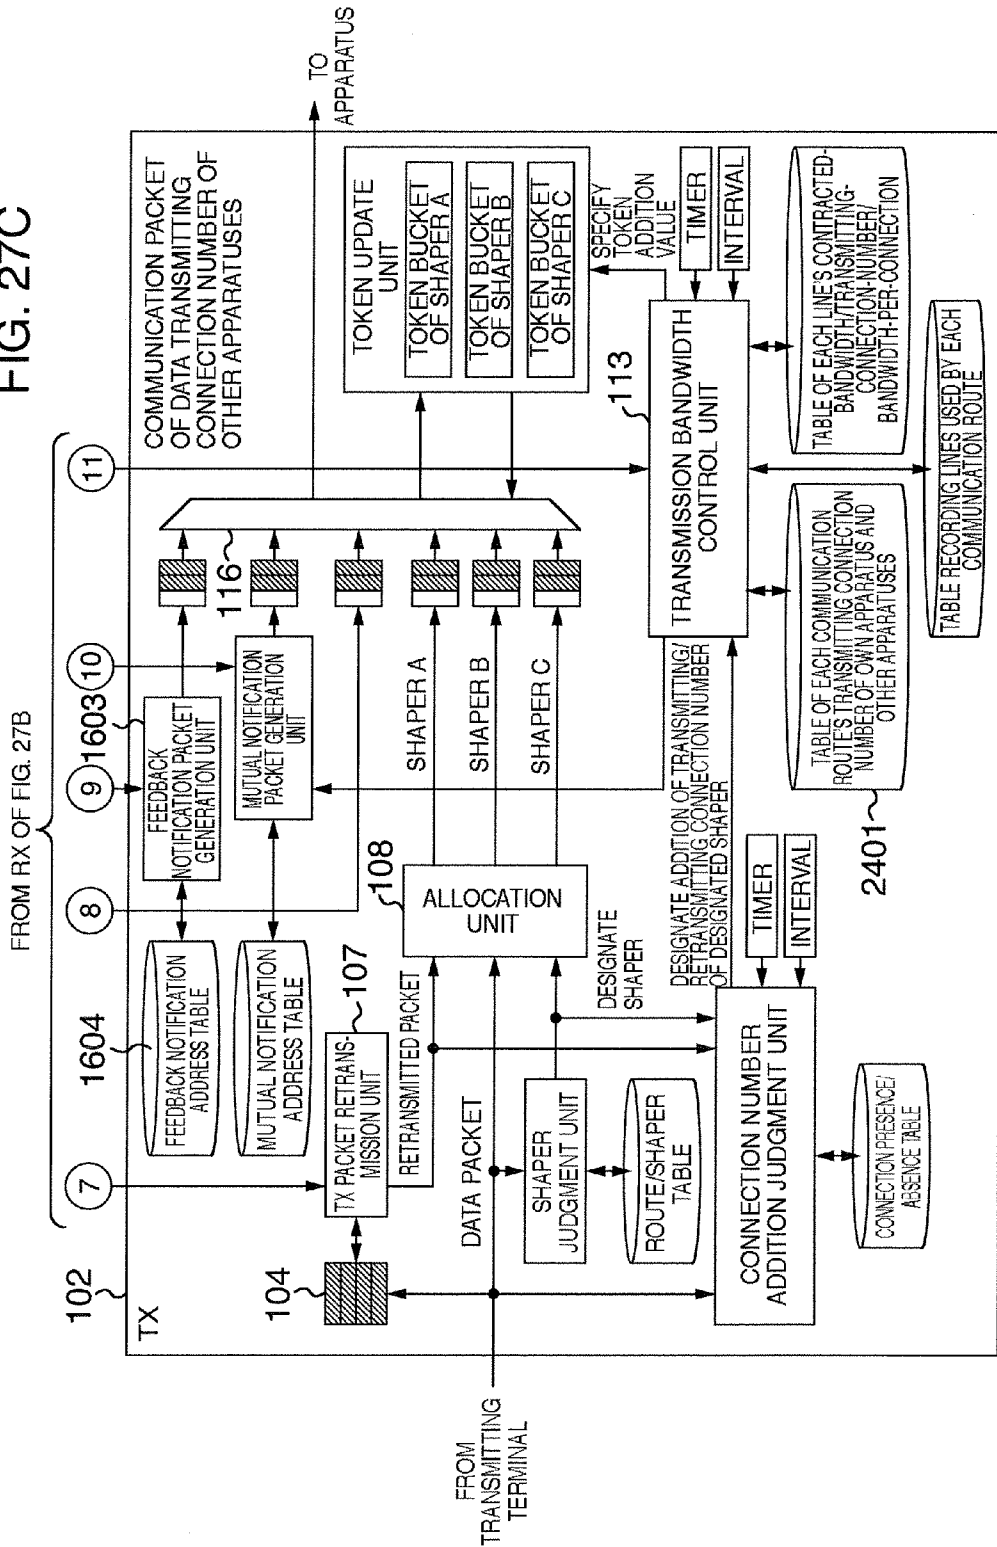 FIG. 27C
FROM RX OF FIG. 27B
7
8
9
10
11
102
TX
1604
FEEDBACK NOTIFICATION
ADDRESS TABLE
1603
FEEDBACK
NOTIFICATION PACKET
GENERATION UNIT
MUTUAL NOTIFICATION
ADDRESS TABLE
MUTUAL NOTIFICATION
PACKET GENERATION
UNIT
COMMUNICATION PACKET
OF DATA TRANSMITTING
CONNECTION NUMBER OF
OTHER APPARATUSES
TO
APPARATUS
104
107
TX PACKET RETRANS-
MISSION UNIT
RETRANSMITTED PACKET
116
TOKEN UPDATE
UNIT
TOKEN BUCKET
OF SHAPER A
TOKEN BUCKET
OF SHAPER B
TOKEN BUCKET
OF SHAPER C
FROM
TRANSMITTING
TERMINAL
DATA PACKET
108
ALLOCATION
UNIT
SHAPER A
SHAPER B
SHAPER C
SHAPER
JUDGMENT UNIT
DESIGNATE
SHAPER
ROUTE/SHAPER
TABLE
SPECIFY
TOKEN
ADDITION
VALUE
TIMER
INTERVAL
113
TRANSMISSION BANDWIDTH
CONTROL UNIT
DESIGNATE ADDITION OF TRANSMITTING/
RETRANSMITTING CONNECTION NUMBER
OF DESIGNATED SHAPER
CONNECTION NUMBER
ADDITION JUDGMENT UNIT
TIMER
INTERVAL
CONNECTION PRESENCE/
ABSENCE TABLE
2401
TABLE OF EACH COMMUNICATION
ROUTE'S TRANSMITTING CONNECTION
NUMBER OF OWN APPARATUS AND
OTHER APPARATUSES
TABLE OF EACH LINE'S CONTRACTED-
BANDWIDTH/TRANSMITTING-
CONNECTION-NUMBER/
BANDWIDTH-PER-CONNECTION
TABLE RECORDING LINES USED BY EACH
COMMUNICATION ROUTE